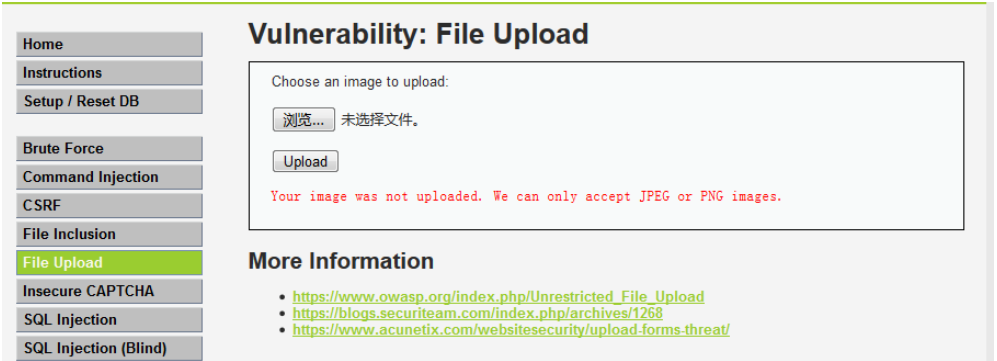 Home
Instructions
Setup / Reset DB
Brute Force
Command Injection
CSRF
File Inclusion
File Upload
Insecure CAPTCHA
SQL Injection
SQL Injection (Blind)
Vulnerability: File Upload
Choose an image to upload:
浏览... 未选择文件。
Upload
Your image was not uploaded. We can only accept JPEG or PNG images.
More Information
https://www.owasp.org/index.php/Unrestricted_File_Upload
https://blogs.securiteam.com/index.php/archives/1268
https://www.acunetix.com/websitesecurity/upload-forms-threat/